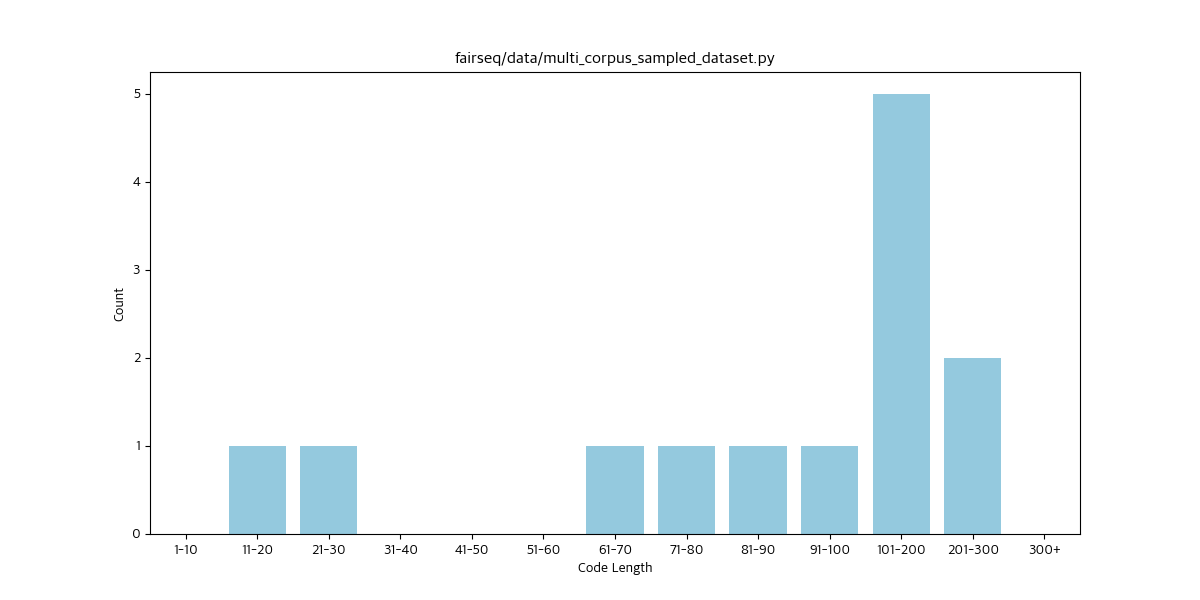 fairseq/data/multi_corpus_sampled_dataset.py
5
4
3
2
1
0
Count
1-10 11-20 21-30 31-40 41-50 51-60 61-70 71-80 81-90 91-100 101-200 201-300 300+
Code Length